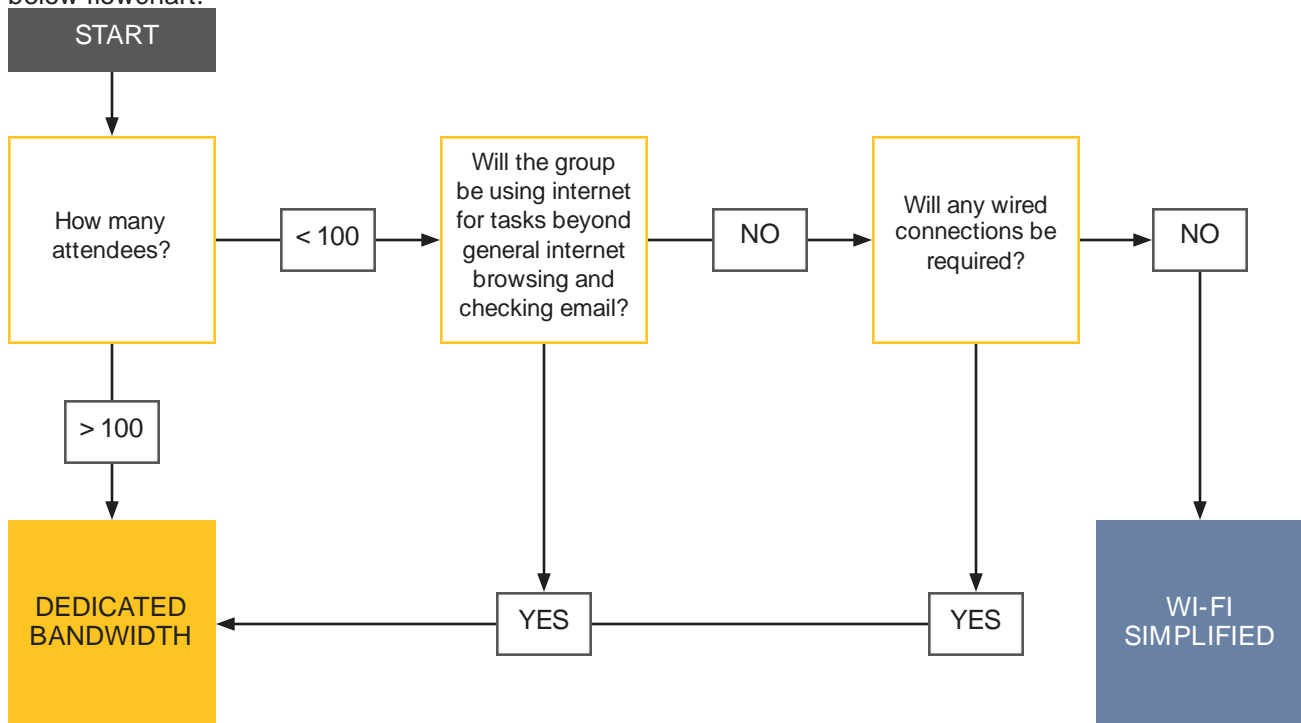 below flowchart.
START
How many
attendees?
< 100
Will the group
be using internet
for tasks beyond
general internet
browsing and
checking email?
NO
Will any wired
connections be
required?
NO
> 100
DEDICATED
BANDWIDTH
YES
YES
WI-FI
SIMPLIFIED